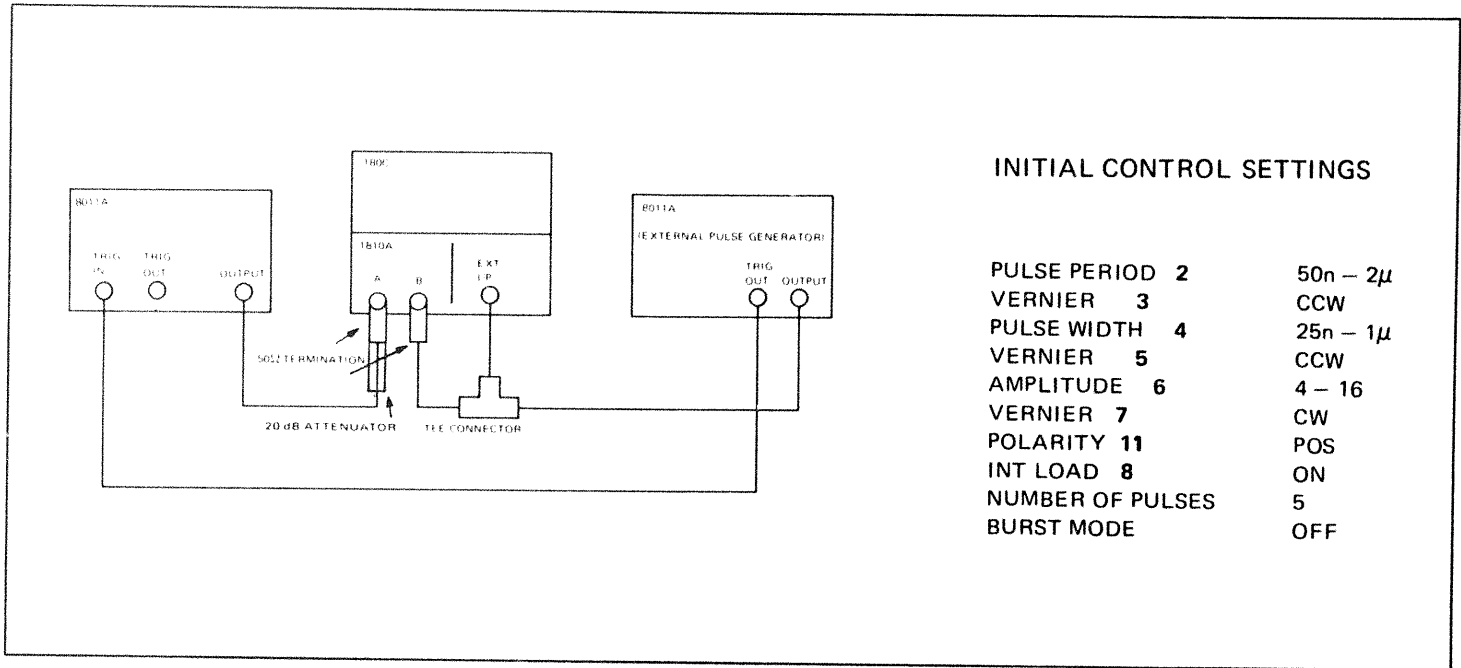 180C
8011A
TRIG IN
TRIG OUT
OUTPUT
1810A
A
B
EXT I/P
8011A
(EXTERNAL PULSE GENERATOR)
TRIG OUT
OUTPUT
50Ω TERMINATION
20 dB ATTENUATOR
TEE CONNECTOR
INITIAL CONTROL SETTINGS
PULSE PERIOD 2 50n – 2μ
VERNIER 3 CCW
PULSE WIDTH 4 25n – 1μ
VERNIER 5 CCW
AMPLITUDE 6 4 – 16
VERNIER 7 CW
POLARITY 11 POS
INT LOAD 8 ON
NUMBER OF PULSES 5
BURST MODE OFF